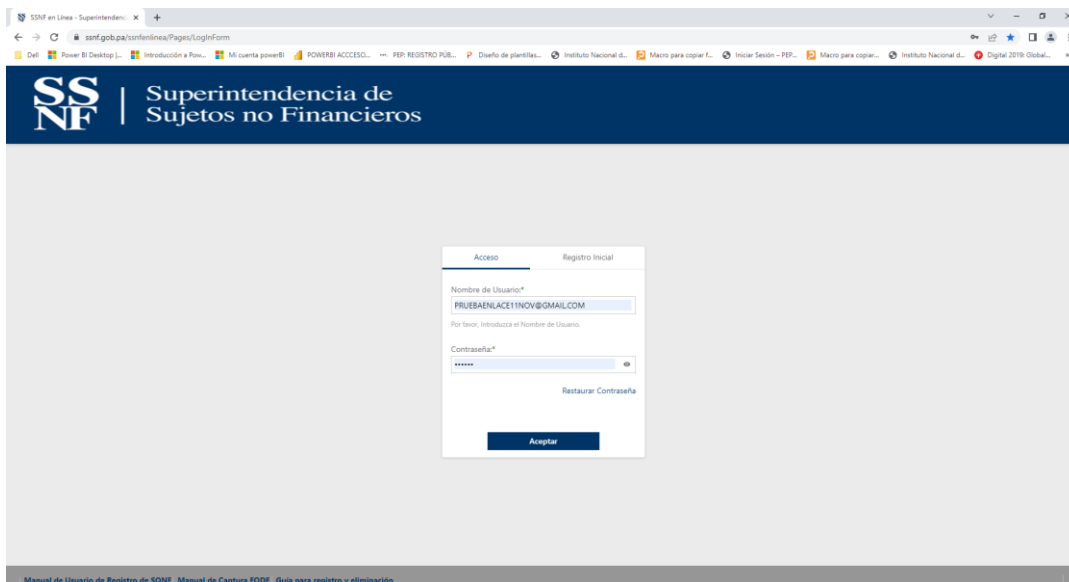 SSNF en Línea - Superintendenc
ssnf.gob.pa/ssnfenlinea/Pages/LogInForm
Dell Power BI Desktop |... Introducción a Pow... Mi cuenta powerBI POWERBI ACCCESO... PEP: REGISTRO PÚB... Diseño de plantillas... Instituto Nacional d... Macro para copiar f... Iniciar Sesión – PEP... Macro para copiar... Instituto Nacional d... Digital 2019: Global...
SSNF | Superintendencia de Sujetos no Financieros
Acceso Registro Inicial
Nombre de Usuario:*
PRUEBAENLACE11NOV@GMAIL.COM
Por favor, Introduzca el Nombre de Usuario.
Contraseña:*
••••••
Restaurar Contraseña
Aceptar
Manual de Usuario de Registro de SONF Manual de Captura FODE Guía para registro y eliminación